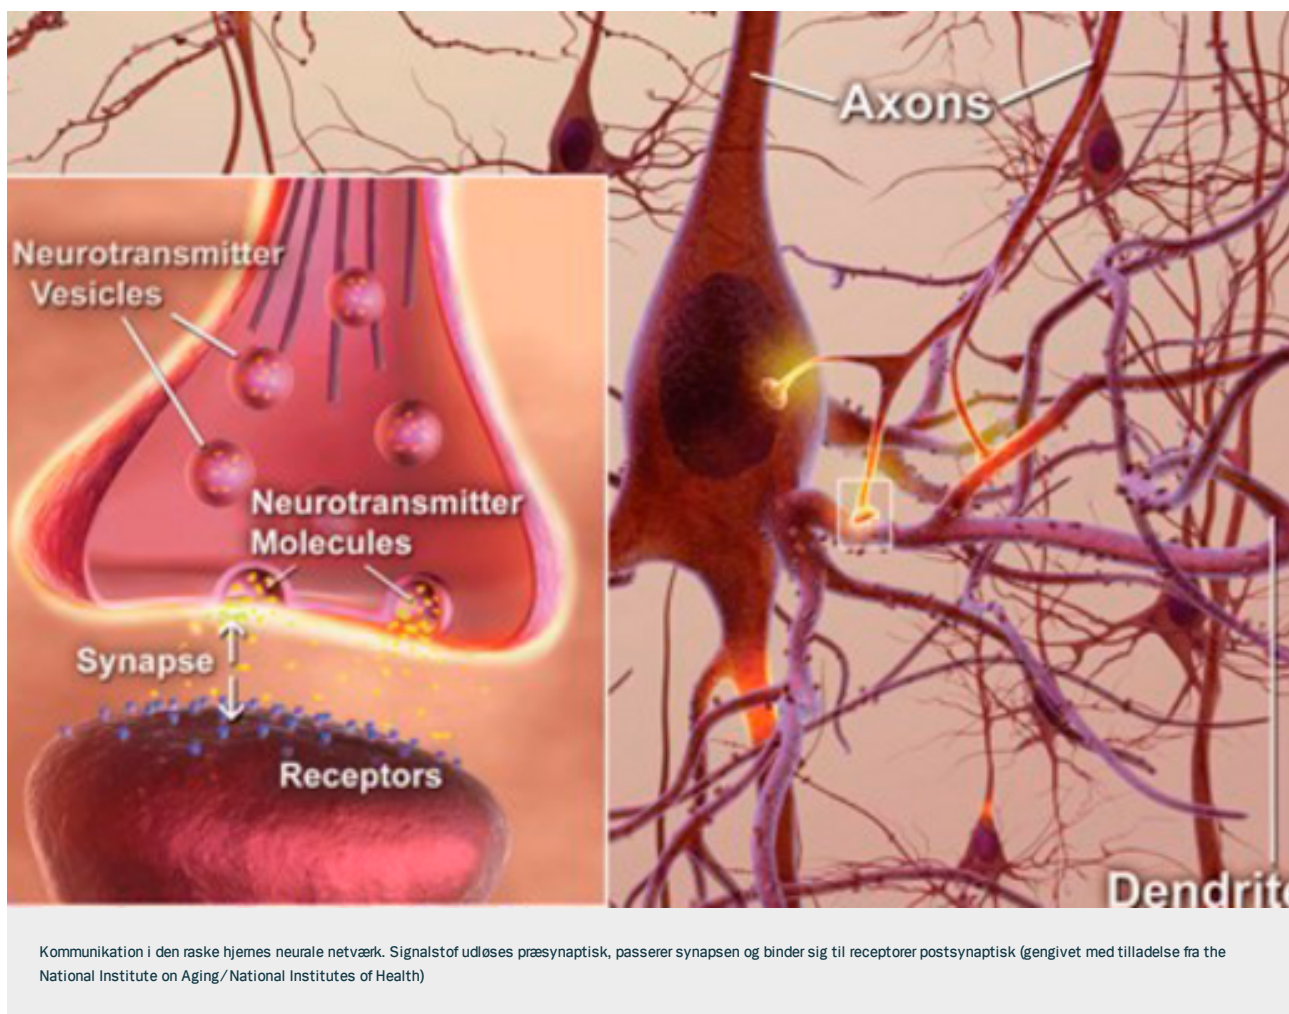 Axons
Neurotransmitter
Vesicles
Neurotransmitter
Molecules
Synapse
Receptors
Dendrite
Kommunikation i den raske hjernes neurale netværk. Signalstof udløses præsynaptisk, passerer synapsen og binder sig til receptorer postsynaptisk (gengivet med tilladelse fra the
National Institute on Aging/National Institutes of Health)